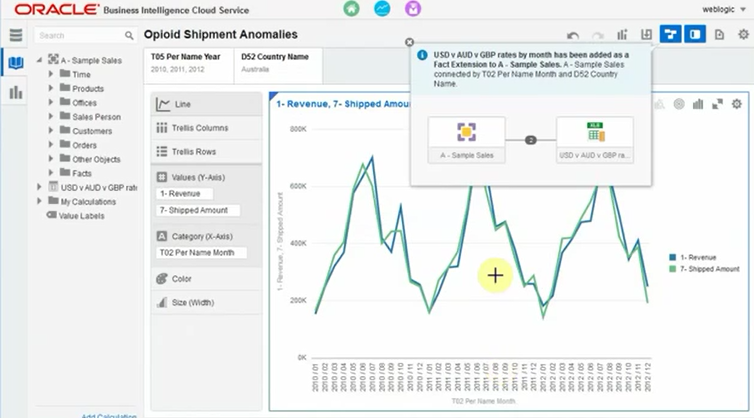 ORACLE® Business Intelligence Cloud Service
weblogic
Search
Opioid Shipment Anomalies
A - Sample Sales
Time
Products
Offices
Sales Person
Customers
Orders
Other Objects
Facts
USD v AUD v GBP rate
My Calculations
Value Labels
Add Calculation
T05 Per Name Year
2010, 2011, 2012
D52 Country Name
Australia
Line
Trellis Columns
Trellis Rows
Values (Y-Axis)
1- Revenue
7- Shipped Amount
Category (X-Axis)
T02 Per Name Month
Color
Size (Width)
USD v AUD v GBP rates by month has been added as a
Fact Extension to A - Sample Sales. A - Sample Sales
connected by T02 Per Name Month and D52 Country
Name.
XLS
A - Sample Sales
2
USD v AUD v GBP ra...
1- Revenue, 7- Shipped Amou
1- Revenue, 7- Shipped Amount
800K
600K
400K
200K
0K
2010 / 01
2010 / 02
2010 / 03
2010 / 04
2010 / 05
2010 / 06
2010 / 07
2010 / 08
2010 / 09
2010 / 10
2010 / 11
2010 / 12
2011 / 01
2011 / 02
2011 / 03
2011 / 04
2011 / 05
2011 / 06
2011 / 07
2011 / 08
2011 / 09
2011 / 10
2011 / 11
2011 / 12
2012 / 01
2012 / 02
2012 / 03
2012 / 04
2012 / 05
2012 / 06
2012 / 07
2012 / 08
2012 / 09
2012 / 10
2012 / 11
2012 / 12
T02 Per Name Month
1- Revenue
7- Shipped Amount